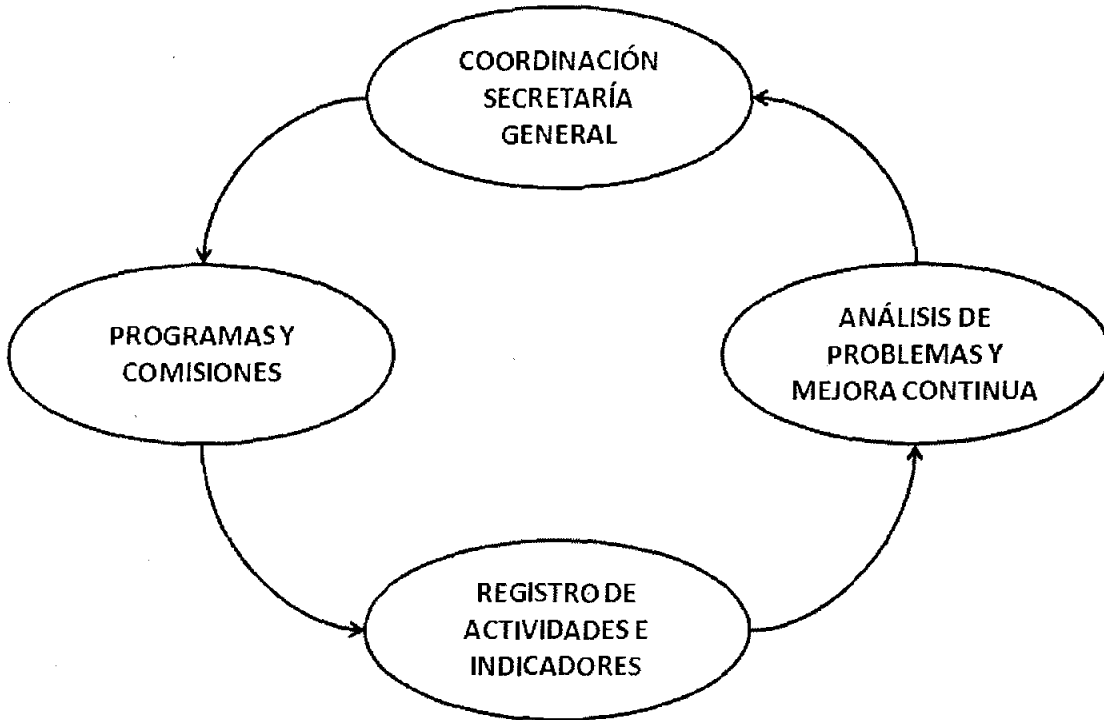 COORDINACIÓN
SECRETARÍA
GENERAL
PROGRAMAS Y
COMISIONES
ANÁLISIS DE
PROBLEMAS Y
MEJORA CONTINUA
REGISTRO DE
ACTIVIDADES E
INDICADORES